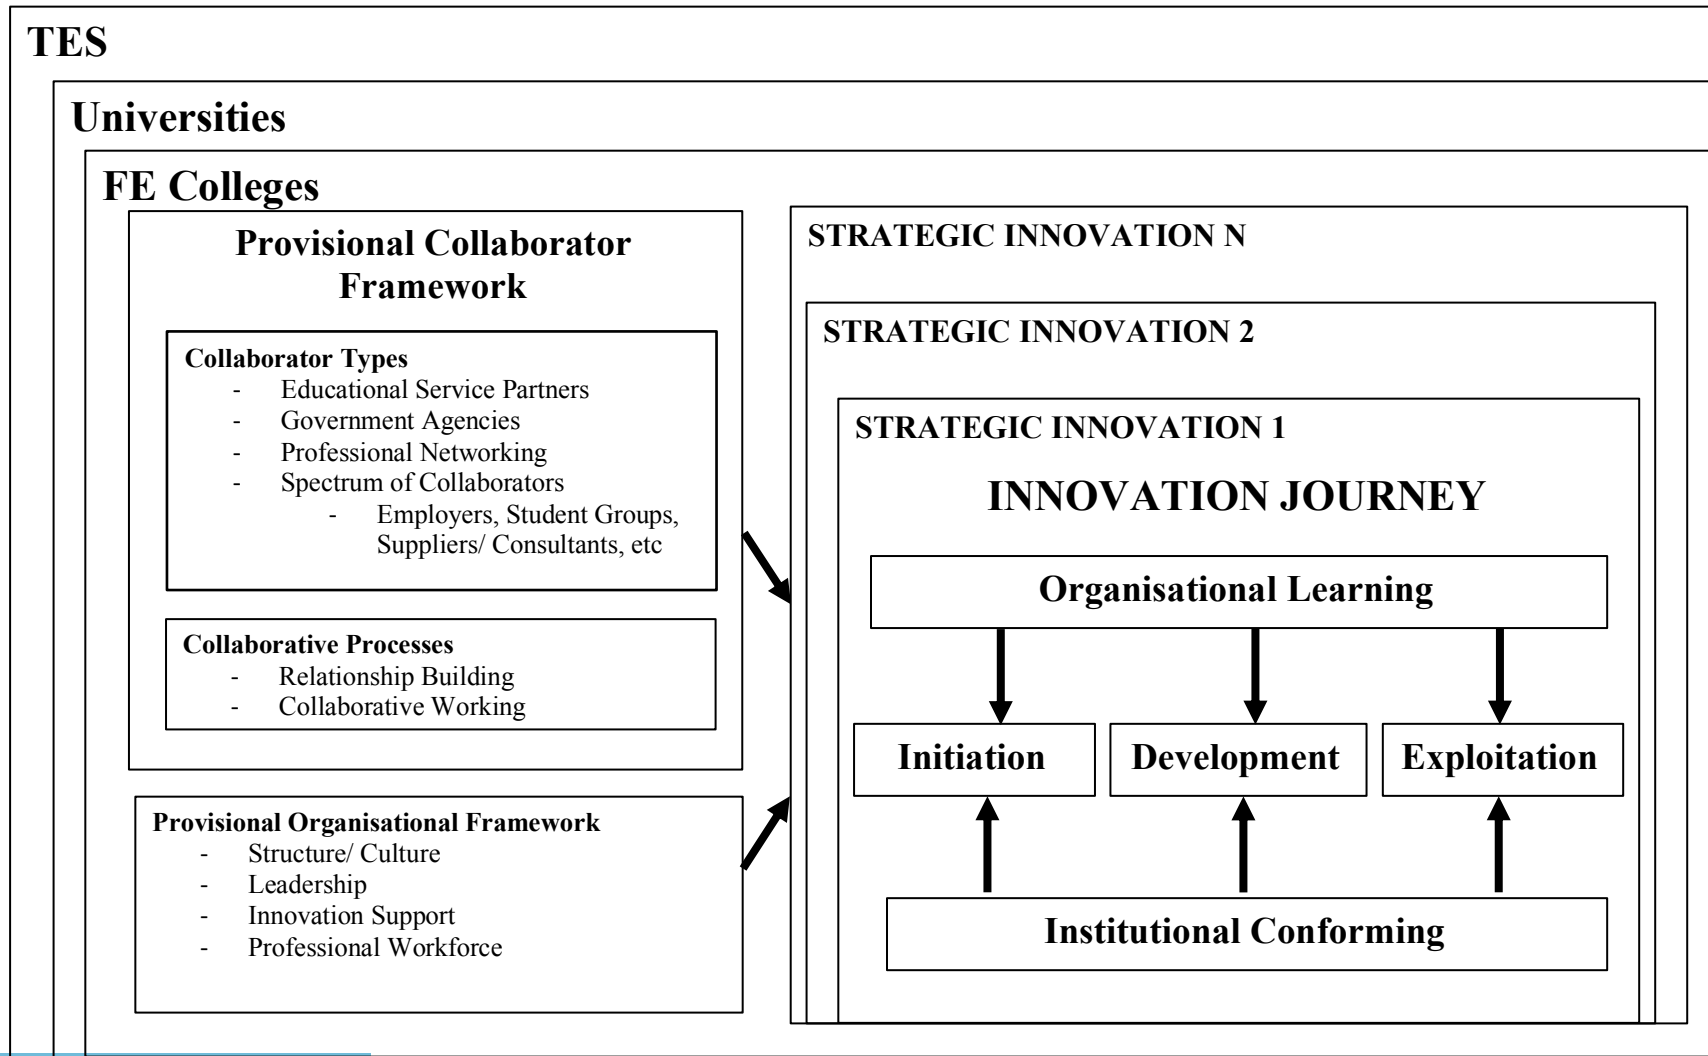 TES
Universities
FE Colleges
Provisional Collaborator
Framework
Collaborator Types
- Educational Service Partners
- Government Agencies
- Professional Networking
- Spectrum of Collaborators
- Employers, Student Groups,
Suppliers/ Consultants, etc
Collaborative Processes
- Relationship Building
- Collaborative Working
Provisional Organisational Framework
- Structure/ Culture
- Leadership
- Innovation Support
- Professional Workforce
STRATEGIC INNOVATION N
STRATEGIC INNOVATION 2
STRATEGIC INNOVATION 1
INNOVATION JOURNEY
Organisational Learning
Initiation
Development
Exploitation
Institutional Conforming